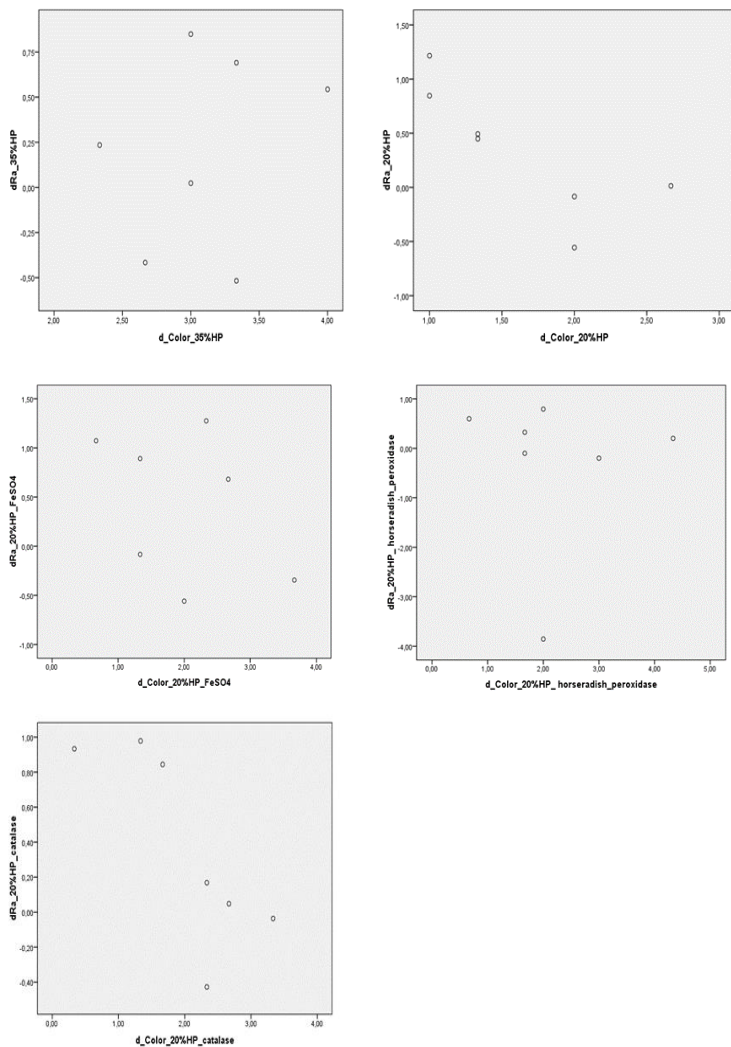 0,75
0,50
0,25
0,00
-0,25
-0,50
dRa_35%HP
2,00 2,50 3,00 3,50 4,00
d_Color_35%HP
1,50
1,00
0,50
0,00
-0,50
-1,00
dRa_20%HP
1,00 1,50 2,00 2,50 3,00
d_Color_20%HP
1,50
1,00
0,50
0,00
-0,50
-1,00
dRa_20%HP_FeSO4
0,00 1,00 2,00 3,00 4,00
d_Color_20%HP_FeSO4
1,00
0,00
-1,00
-2,00
-3,00
-4,00
dRa_20%HP_ horseradish_peroxidase
0,00 1,00 2,00 3,00 4,00 5,00
d_Color_20%HP_ horseradish_peroxidase
1,00
0,80
0,60
0,40
0,20
0,00
-0,20
-0,40
dRa_20%HP_catalase
0,00 1,00 2,00 3,00 4,00
d_Color_20%HP_catalase